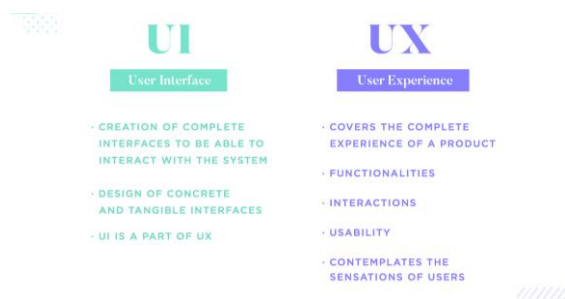 UI
User Interface
· CREATION OF COMPLETE
INTERFACES TO BE ABLE TO
INTERACT WITH THE SYSTEM
· DESIGN OF CONCRETE
AND TANGIBLE INTERFACES
· UI IS A PART OF UX
UX
User Experience
· COVERS THE COMPLETE
EXPERIENCE OF A PRODUCT
· FUNCTIONALITIES
· INTERACTIONS
· USABILITY
· CONTEMPLATES THE
SENSATIONS OF USERS